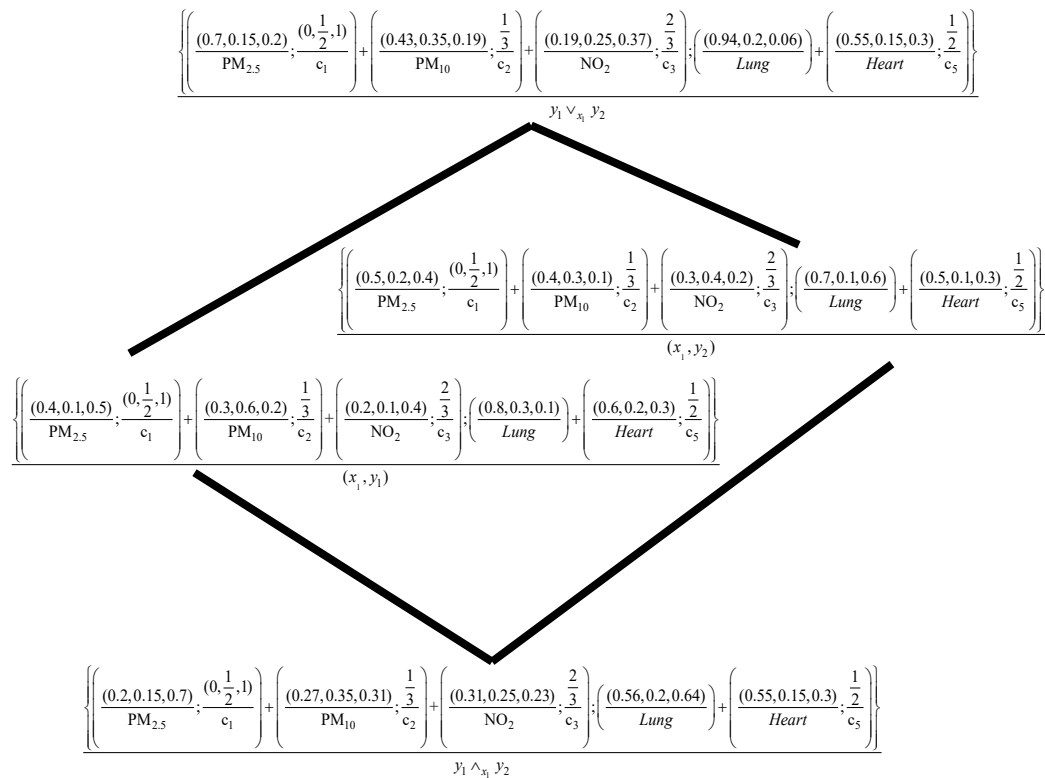 {((0.7,0.15,0.2)/PM₂.₅;(0,1/2,1)/c₁)+((0.43,0.35,0.19)/PM₁₀;1/3/c₂)+((0.19,0.25,0.37)/NO₂;2/3/c₃);((0.94,0.2,0.06)/Lung)+((0.55,0.15,0.3)/Heart;1/2/c₅)}
y₁ ∨ₓ₁ y₂
{((0.5,0.2,0.4)/PM₂.₅;(0,1/2,1)/c₁)+((0.4,0.3,0.1)/PM₁₀;1/3/c₂)+((0.3,0.4,0.2)/NO₂;2/3/c₃);((0.7,0.1,0.6)/Lung)+((0.5,0.1,0.3)/Heart;1/2/c₅)}
(x₁,y₂)
{((0.4,0.1,0.5)/PM₂.₅;(0,1/2,1)/c₁)+((0.3,0.6,0.2)/PM₁₀;1/3/c₂)+((0.2,0.1,0.4)/NO₂;2/3/c₃);((0.8,0.3,0.1)/Lung)+((0.6,0.2,0.3)/Heart;1/2/c₅)}
(x₁,y₁)
{((0.2,0.15,0.7)/PM₂.₅;(0,1/2,1)/c₁)+((0.27,0.35,0.31)/PM₁₀;1/3/c₂)+((0.31,0.25,0.23)/NO₂;2/3/c₃);((0.56,0.2,0.64)/Lung)+((0.55,0.15,0.3)/Heart;1/2/c₅)}
y₁ ∧ₓ₁ y₂